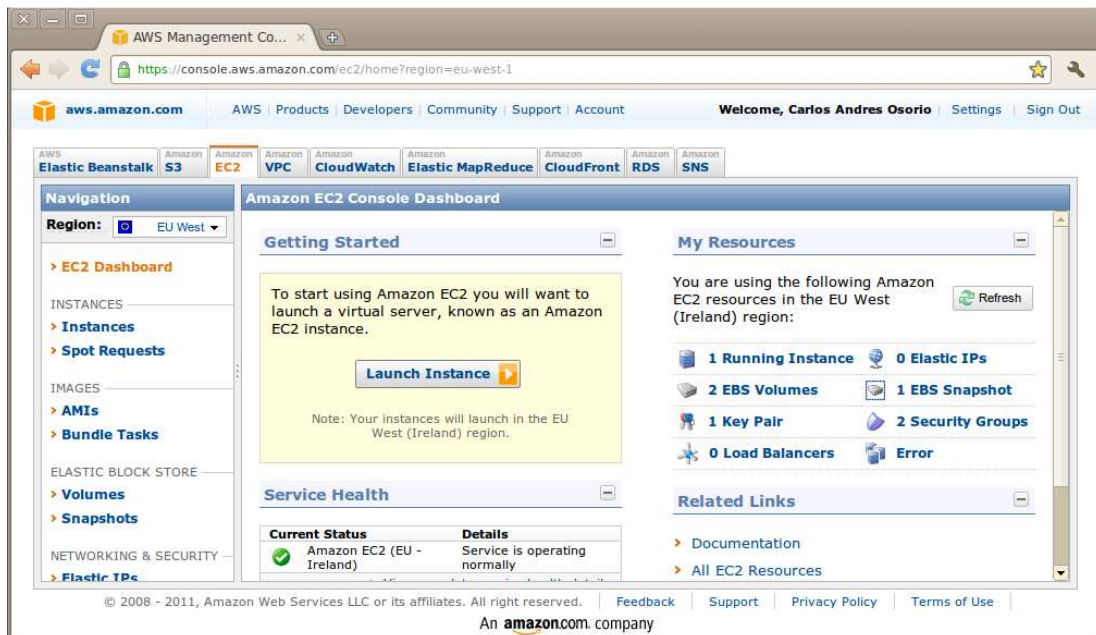 AWS Management Co...
https://console.aws.amazon.com/ec2/home?region=eu-west-1
aws.amazon.com
AWS | Products | Developers | Community | Support | Account
Welcome, Carlos Andres Osorio | Settings | Sign Out
AWS
Elastic Beanstalk
Amazon
S3
Amazon
EC2
Amazon
VPC
Amazon
CloudWatch
Amazon
Elastic MapReduce
Amazon
CloudFront
Amazon
RDS
Amazon
SNS
Navigation
Region: EU West
EC2 Dashboard
INSTANCES
Instances
Spot Requests
IMAGES
AMIs
Bundle Tasks
ELASTIC BLOCK STORE
Volumes
Snapshots
NETWORKING & SECURITY
Elastic IPs
Amazon EC2 Console Dashboard
Getting Started
To start using Amazon EC2 you will want to
launch a virtual server, known as an Amazon
EC2 instance.
Launch Instance
Note: Your instances will launch in the EU
West (Ireland) region.
Service Health
Current Status Details
Amazon EC2 (EU - Service is operating
Ireland) normally
My Resources
You are using the following Amazon
EC2 resources in the EU West
(Ireland) region:
Refresh
1 Running Instance 0 Elastic IPs
2 EBS Volumes 1 EBS Snapshot
1 Key Pair 2 Security Groups
0 Load Balancers Error
Related Links
Documentation
All EC2 Resources
© 2008 - 2011, Amazon Web Services LLC or its affiliates. All right reserved. | Feedback | Support | Privacy Policy | Terms of Use |
An amazon.com. company